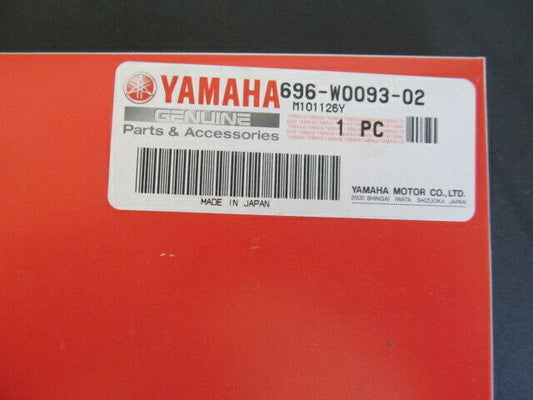 YAMAHA 696-W0093-02
M101126Y
GENUINE
Parts & Accessories
1 PC
YAMAHA MOTOR CO., LTD.
2500 SHINGAI IWATA SHIZUOKA JAPAN
MADE IN JAPAN